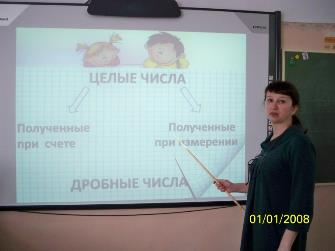 ЦЕЛЫЕ ЧИСЛА
Полученные
при счете
Полученные
при измерении
ДРОБНЫЕ ЧИСЛА
01/01/2008